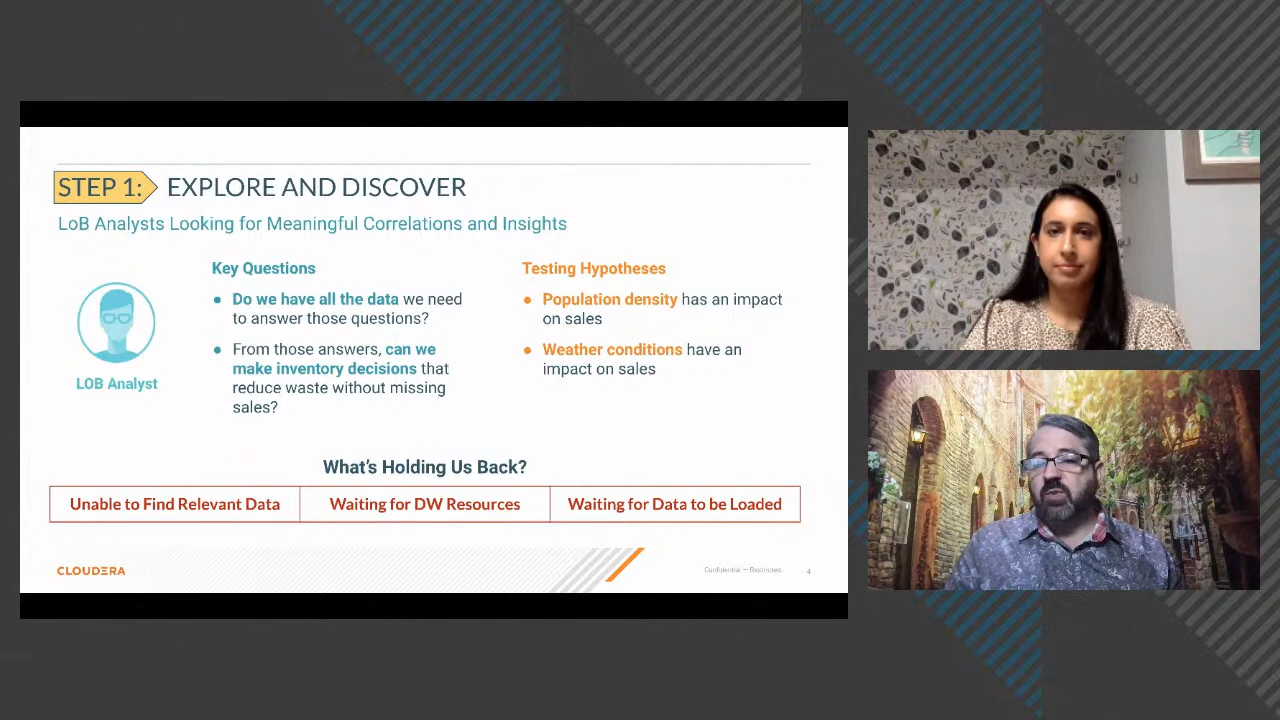 STEP 1: EXPLORE AND DISCOVER
LoB Analysts Looking for Meaningful Correlations and Insights
LOB Analyst
Key Questions
● Do we have all the data we need
to answer those questions?
● From those answers, can we
make inventory decisions that
reduce waste without missing
sales?
Testing Hypotheses
● Population density has an impact
on sales
● Weather conditions have an
impact on sales
What's Holding Us Back?
Unable to Find Relevant Data
Waiting for DW Resources
Waiting for Data to be Loaded
CLOUDERA
Confidential — Restricted
4